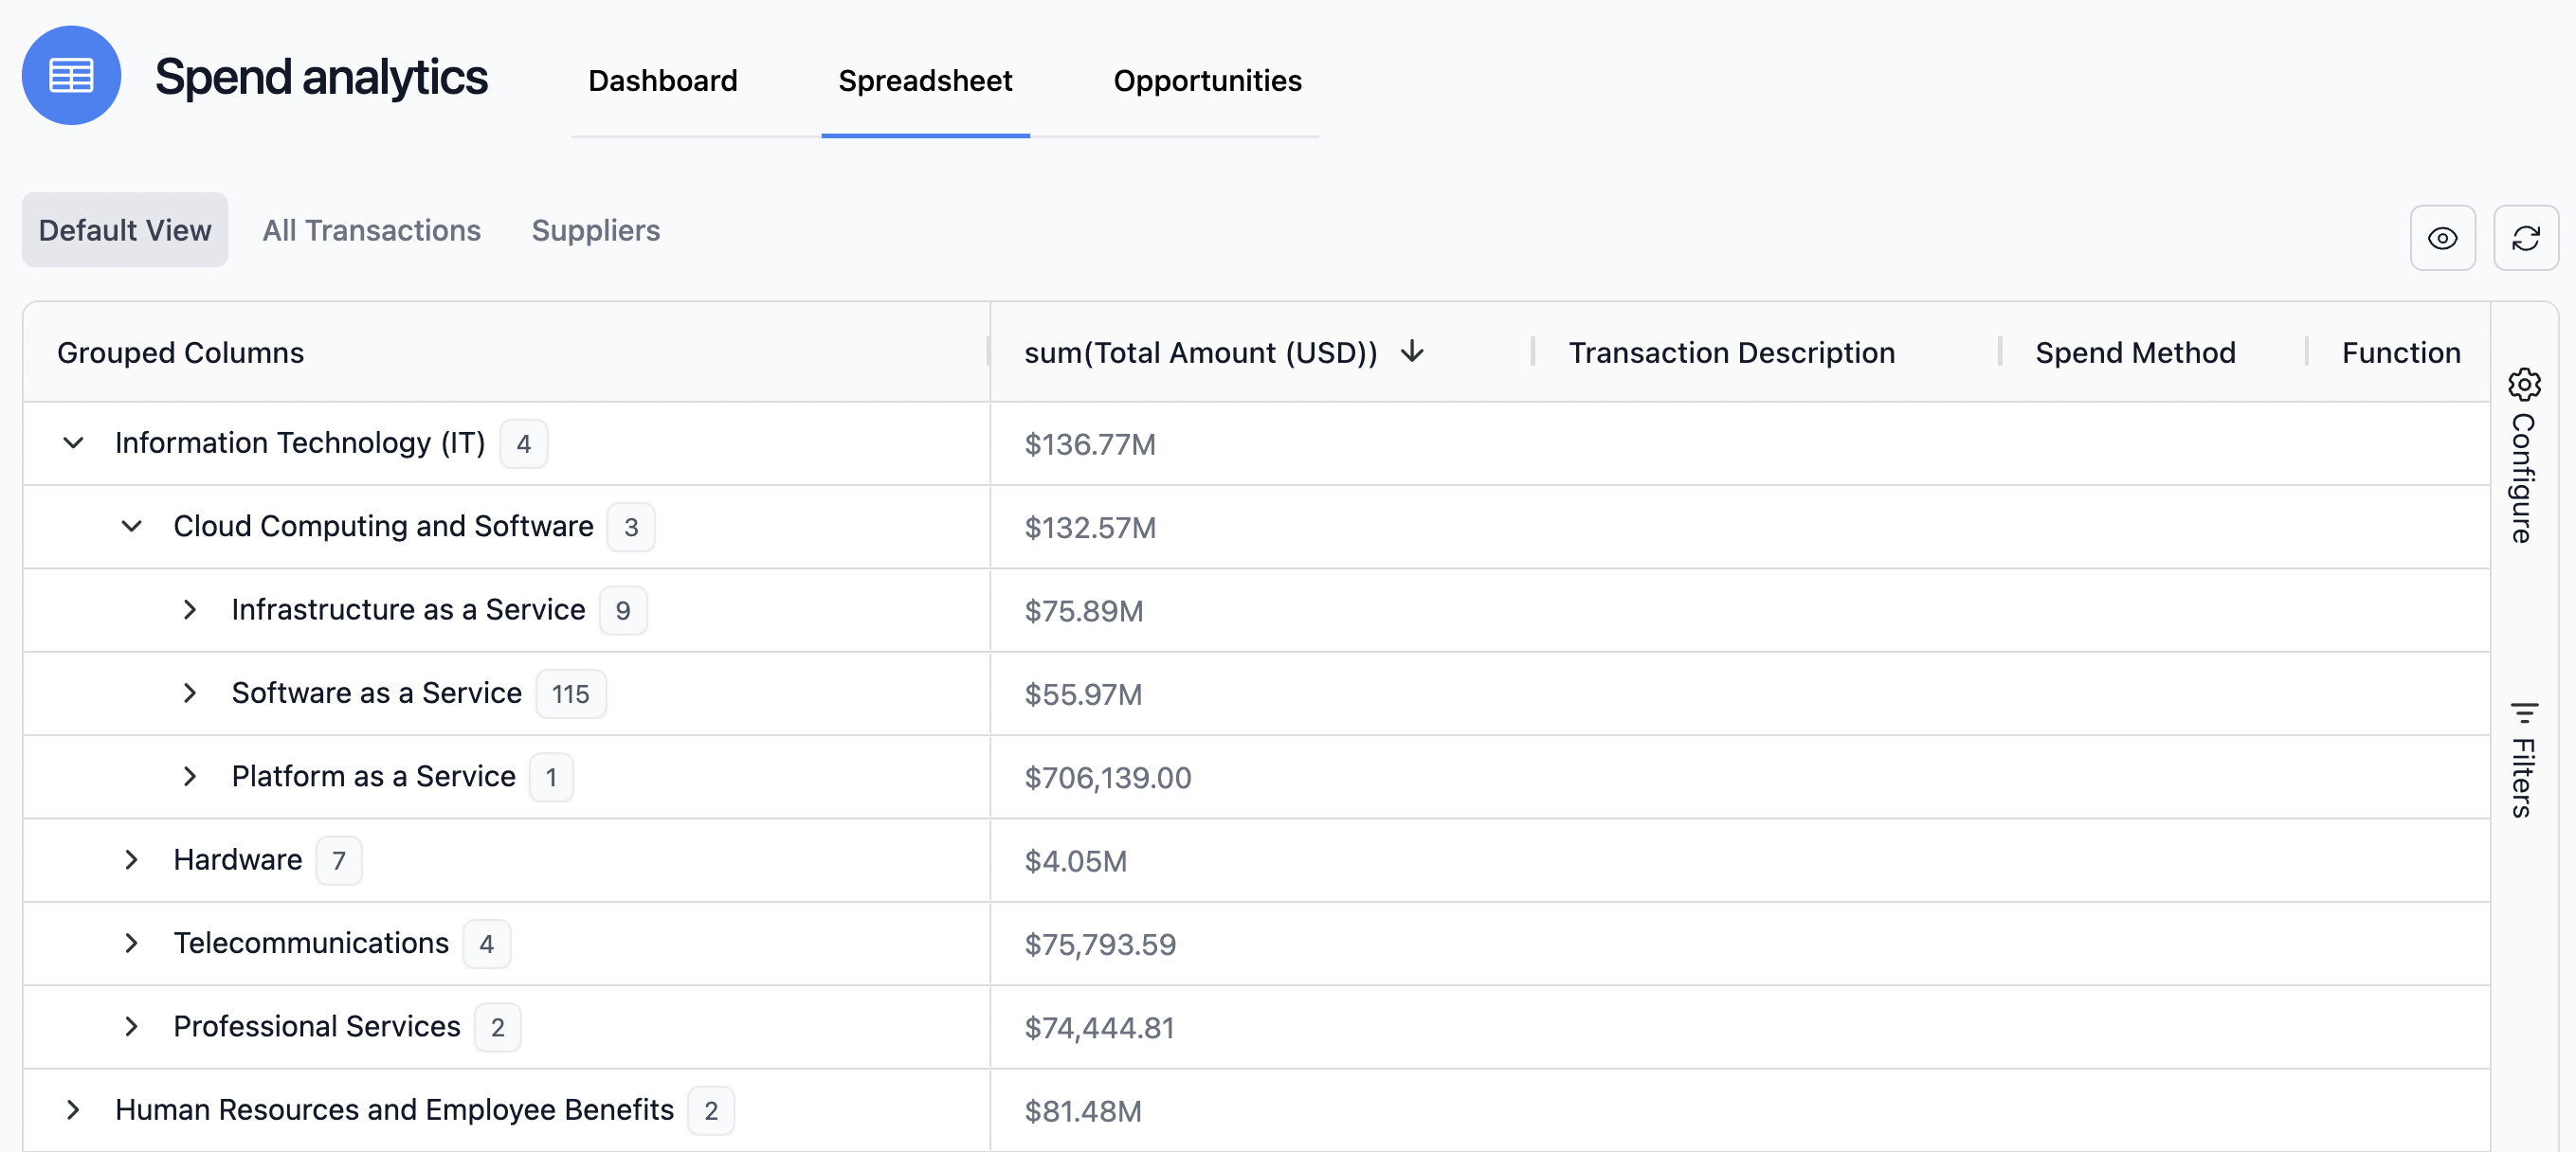 Spend analytics Dashboard Spreadsheet Opportunities
Default View All Transactions Suppliers
Grouped Columns sum(Total Amount (USD)) Transaction Description Spend Method Function
Information Technology (IT) 4 $136.77M
Cloud Computing and Software 3 $132.57M
Infrastructure as a Service 9 $75.89M
Software as a Service 115 $55.97M
Platform as a Service 1 $706,139.00
Hardware 7 $4.05M
Telecommunications 4 $75,793.59
Professional Services 2 $74,444.81
Human Resources and Employee Benefits 2 $81.48M
Configure
Filters